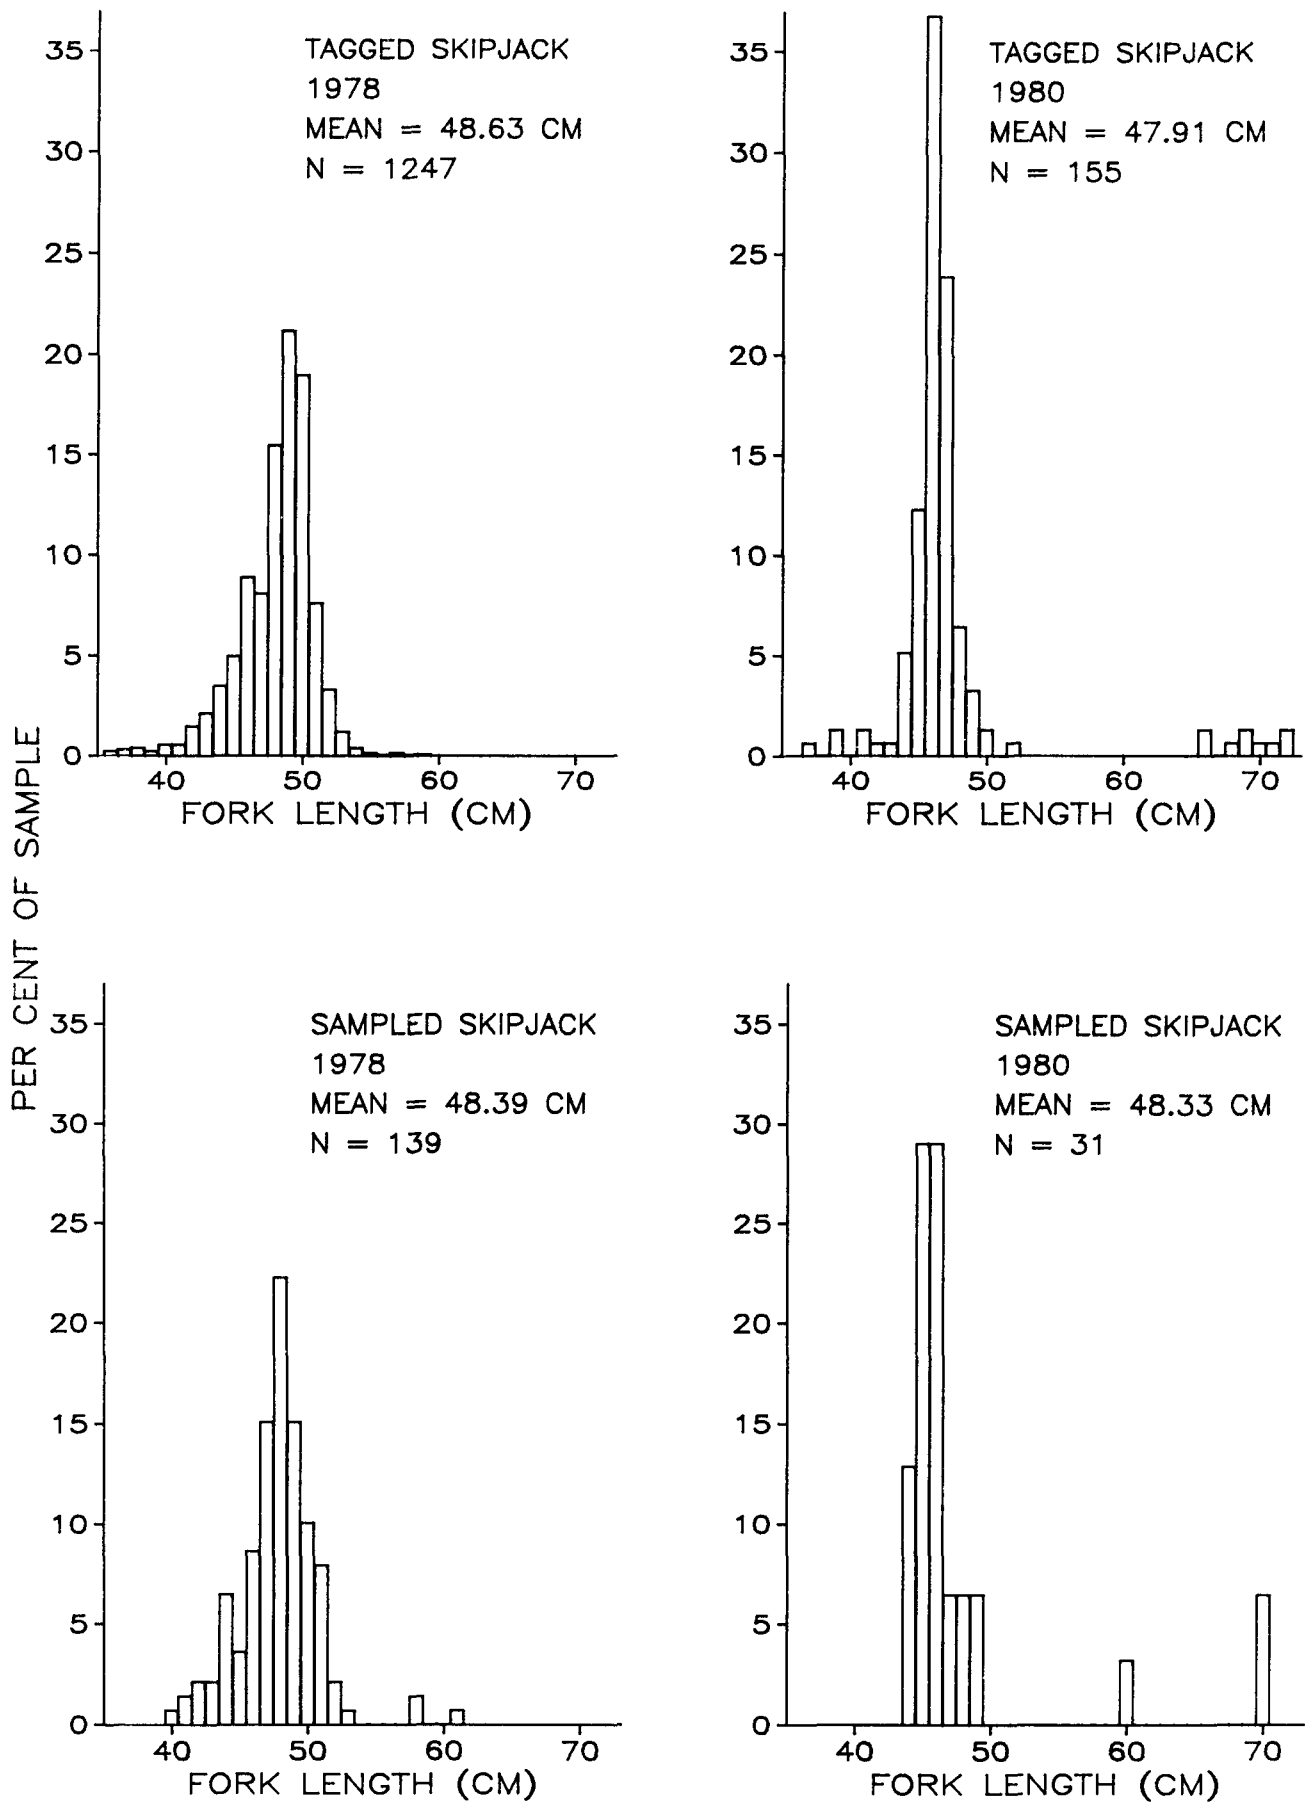 PER CENT OF SAMPLE
TAGGED SKIPJACK
1978
MEAN = 48.63 CM
N = 1247
35
30
25
20
15
10
5
0
40 50 60 70
FORK LENGTH (CM)
TAGGED SKIPJACK
1980
MEAN = 47.91 CM
N = 155
35
30
25
20
15
10
5
0
40 50 60 70
FORK LENGTH (CM)
SAMPLED SKIPJACK
1978
MEAN = 48.39 CM
N = 139
35
30
25
20
15
10
5
0
40 50 60 70
FORK LENGTH (CM)
SAMPLED SKIPJACK
1980
MEAN = 48.33 CM
N = 31
35
30
25
20
15
10
5
0
40 50 60 70
FORK LENGTH (CM)